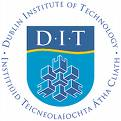 DUBLIN INSTITUTE OF TECHNOLOGY
D·I·T
INSTITIÚID TEICNEOLAÍOCHTA ÁTHA CLIATH